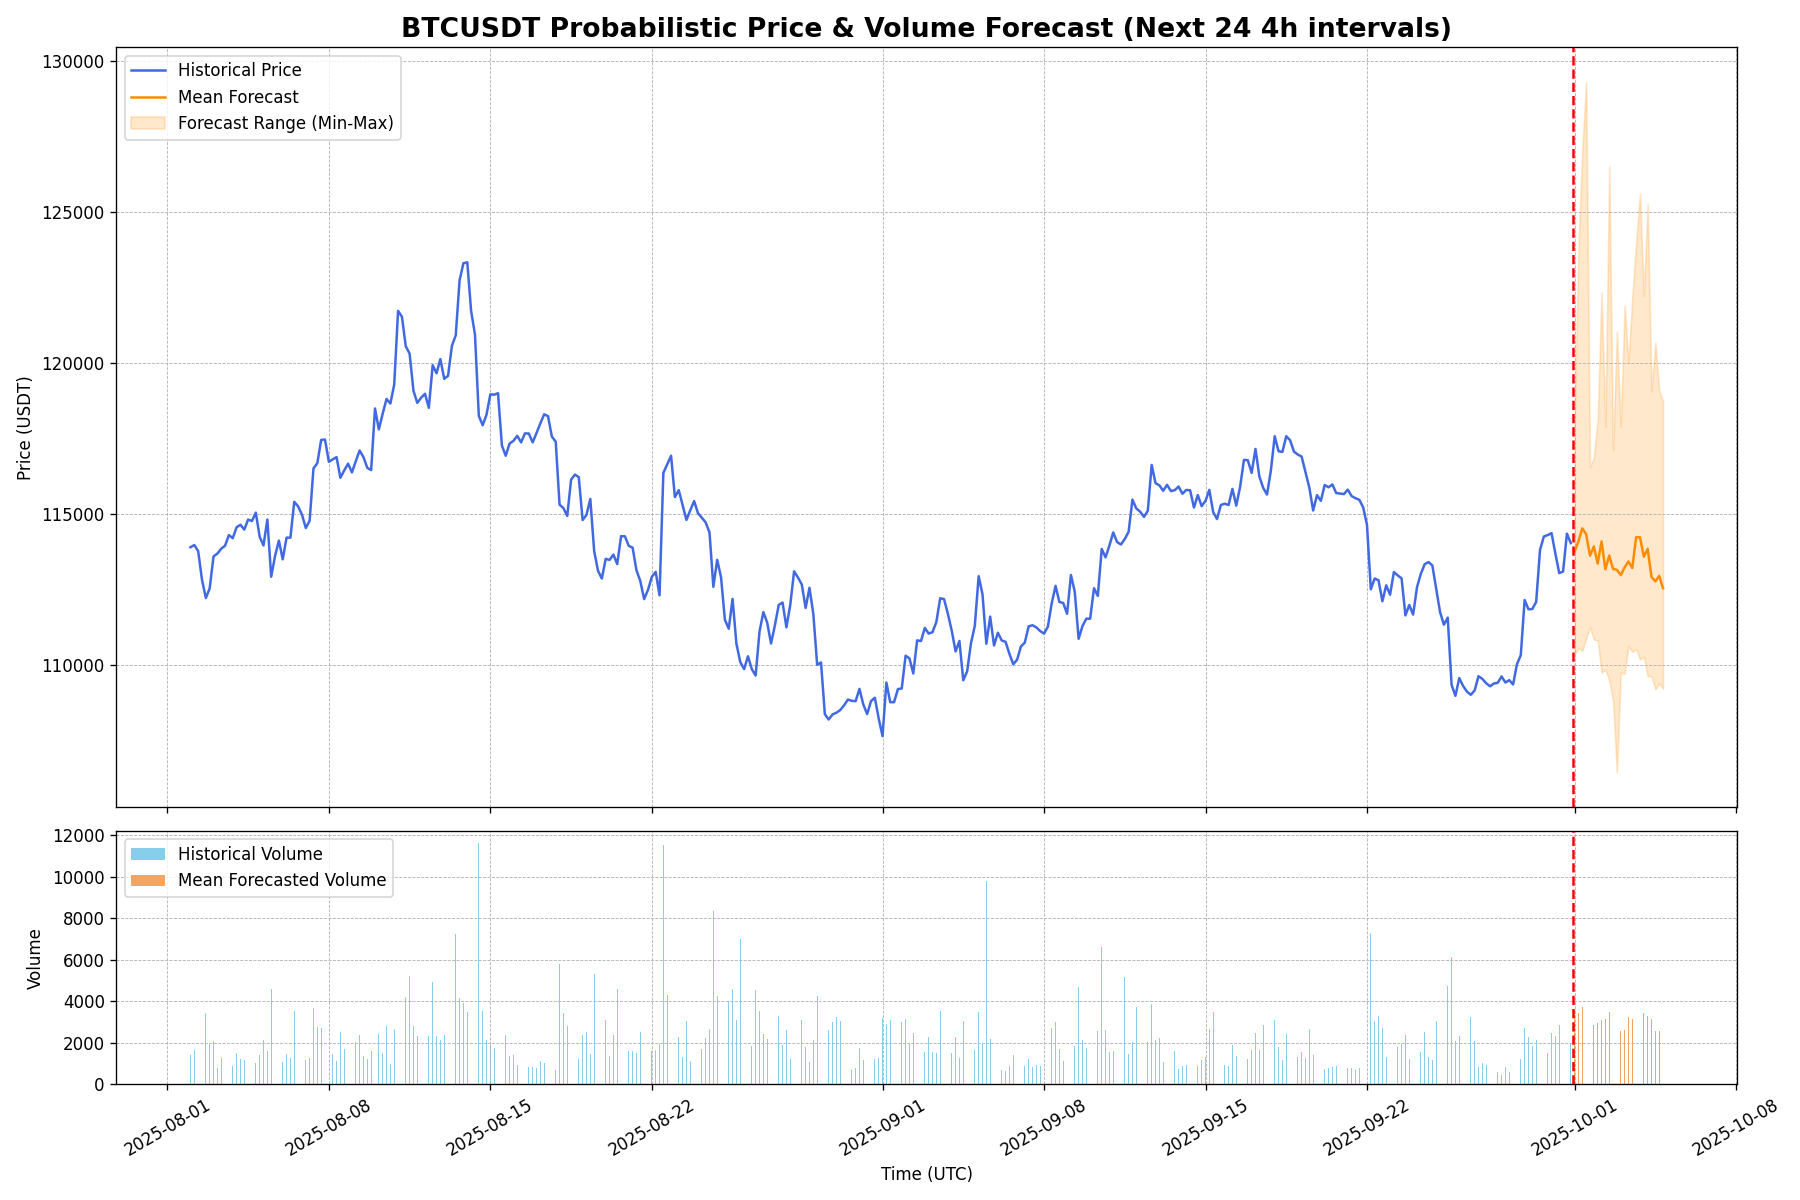 BTCUSDT Probabilistic Price & Volume Forecast (Next 24 4h intervals)
Historical Price
Mean Forecast
Forecast Range (Min-Max)
Price (USDT)
130000
125000
120000
115000
110000
Historical Volume
Mean Forecasted Volume
Volume
12000
10000
8000
6000
4000
2000
0
2025-08-01
2025-08-08
2025-08-15
2025-08-22
2025-09-01
2025-09-08
2025-09-15
2025-09-22
2025-10-01
2025-10-08
Time (UTC)